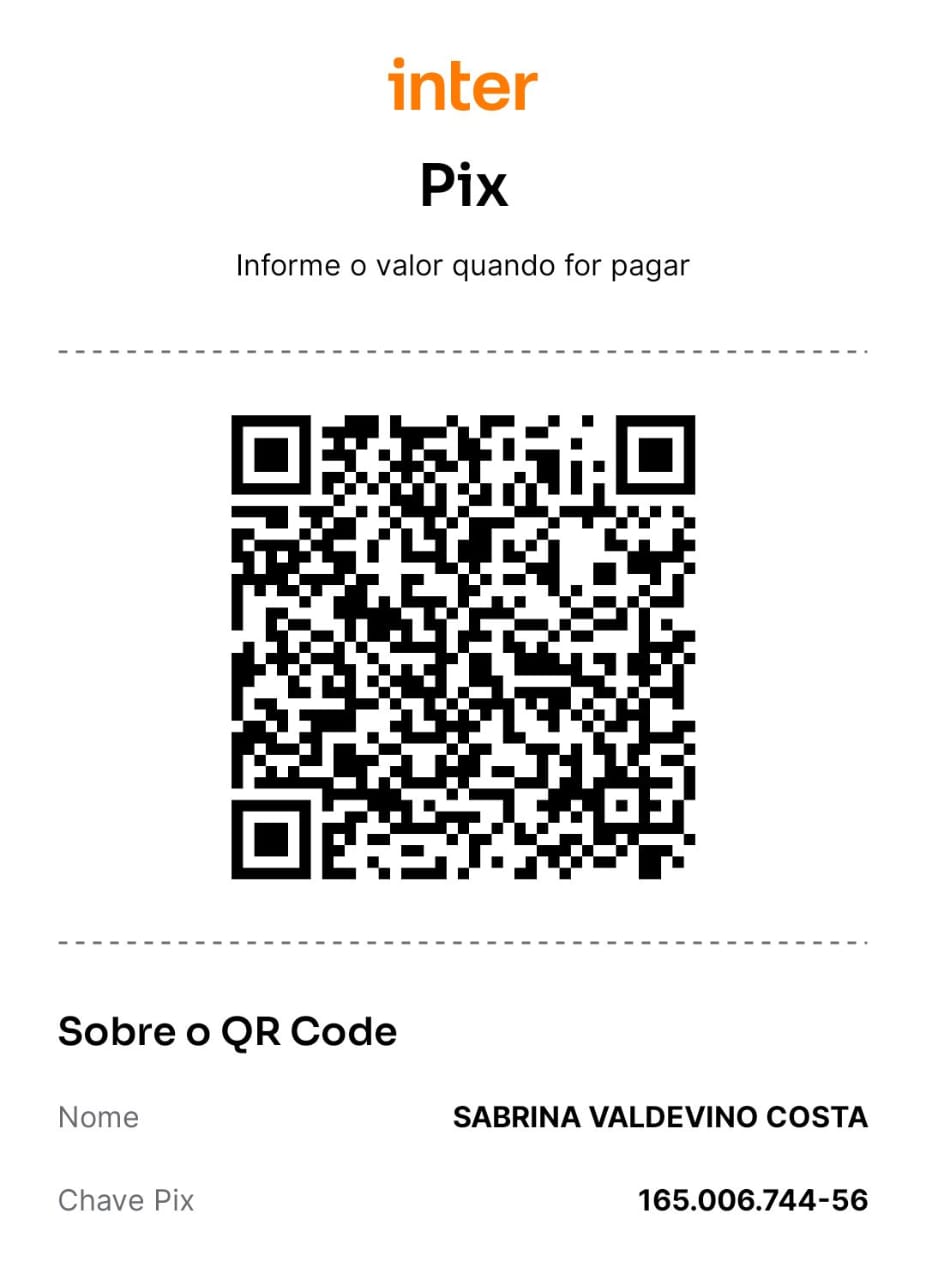 inter
Pix
Informe o valor quando for pagar
Sobre o QR Code
Nome SABRINA VALDEVINO COSTA
Chave Pix 165.006.744-56